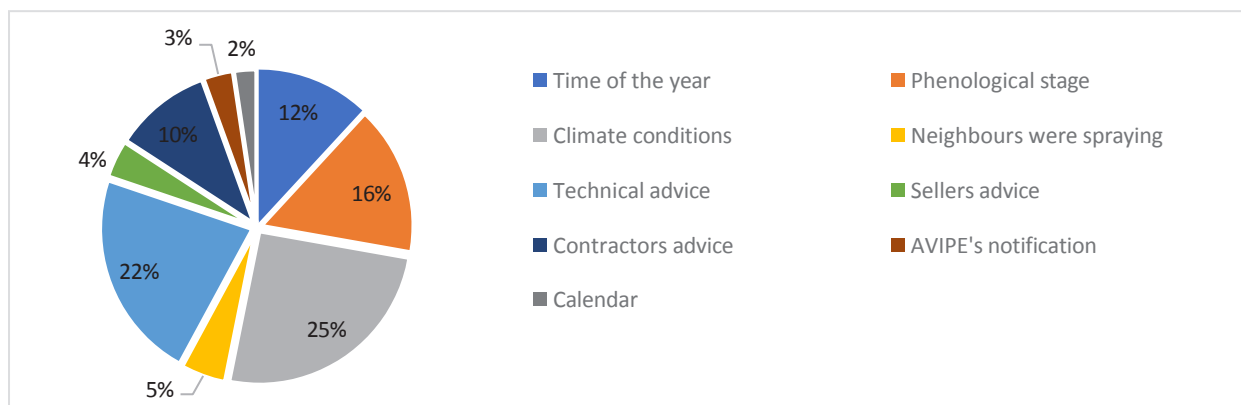 3%
2%
12%
10%
4%
16%
22%
25%
5%
Time of the year
Phenological stage
Climate conditions
Neighbours were spraying
Technical advice
Sellers advice
Contractors advice
AVIPE's notification
Calendar